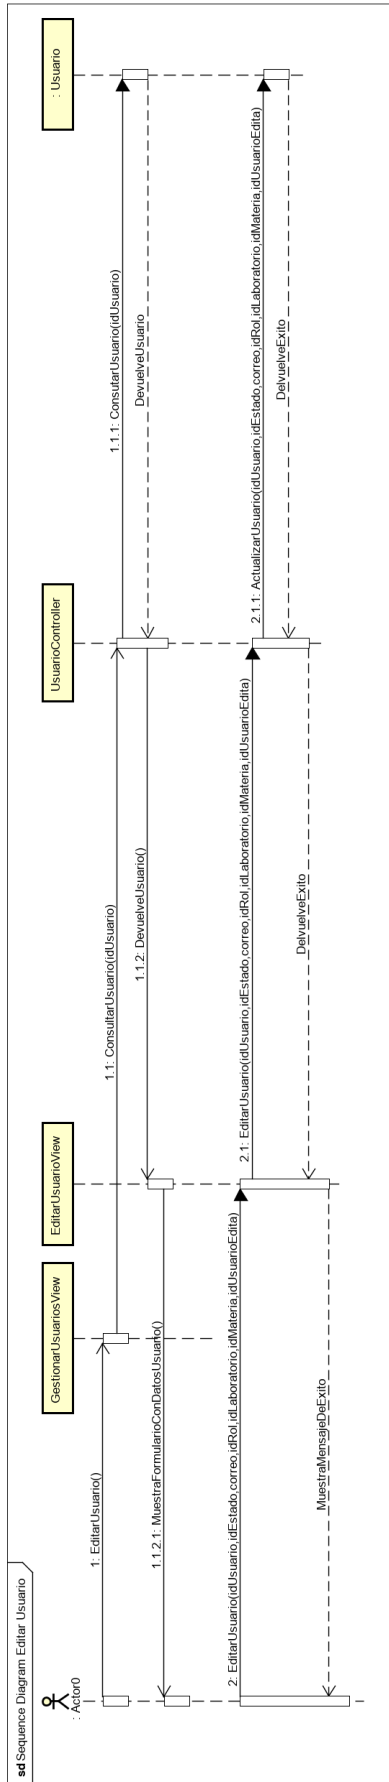 sd Sequence Diagram Editar Usuario
: Actor0
GestionarUsuariosView
EditarUsuarioView
UsuarioController
: Usuario
1: EditarUsuario()
1.1: ConsultarUsuario(idUsuario)
1.1.1: ConsutarUsuario(idUsuario)
DevuelveUsuario
1.1.2: DevuelveUsuario()
1.1.2.1: MuestraFormularioConDatosUsuario()
2: EditarUsuario(idUsuario,idEstado,correo,idRol,idLaboratorio,idMateria,idUsuarioEdita)
2.1: EditarUsuario(idUsuario,idEstado,correo,idRol,idLaboratorio,idMateria,idUsuarioEdita)
2.1.1: ActualizarUsuario(idUsuario,idEstado,correo,idRol,idLaboratorio,idMateria,idUsuarioEdita)
DelvuelveExito
DelvuelveExito
MuestraMensajeDeExito